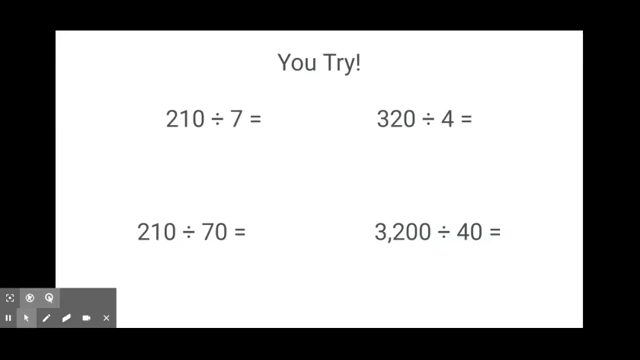 You Try!
210 ÷ 7 =
320 ÷ 4 =
210 ÷ 70 =
3,200 ÷ 40 =